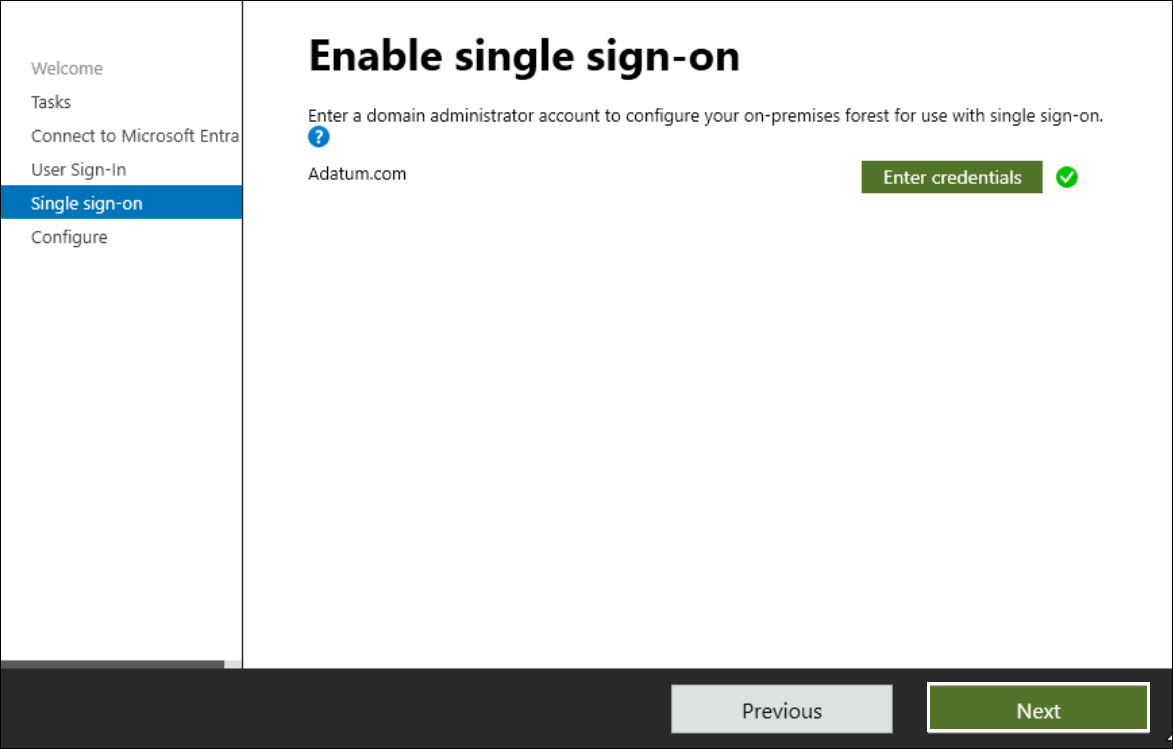 Welcome
Tasks
Connect to Microsoft Entra
User Sign-In
Single sign-on
Configure
Enable single sign-on
Enter a domain administrator account to configure your on-premises forest for use with single sign-on.
?
Adatum.com
Enter credentials
Previous
Next